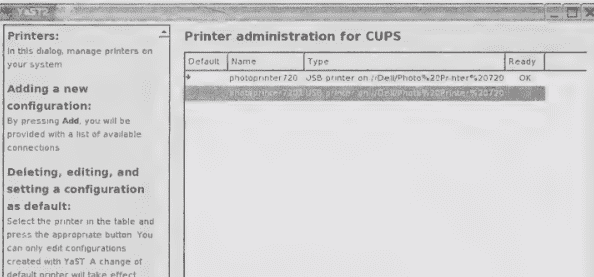 YaST2
Printers:
In this dialog, manage printers on
your system
Adding a new
configuration:
By pressing Add, you will be
provided with a list of available
connections
Deleting, editing, and
setting a configuration
as default:
Select the printer in the table and
press the appropriate button. You
can only edit configurations
created with YaST. A change of
default printer will take effect
Printer administration for CUPS
Default Name Type Ready
photoprinter720 USB printer on //Dell/Photo%20Printer%20720 OK
USB printer on //Dell/Photo%20Printer%20720